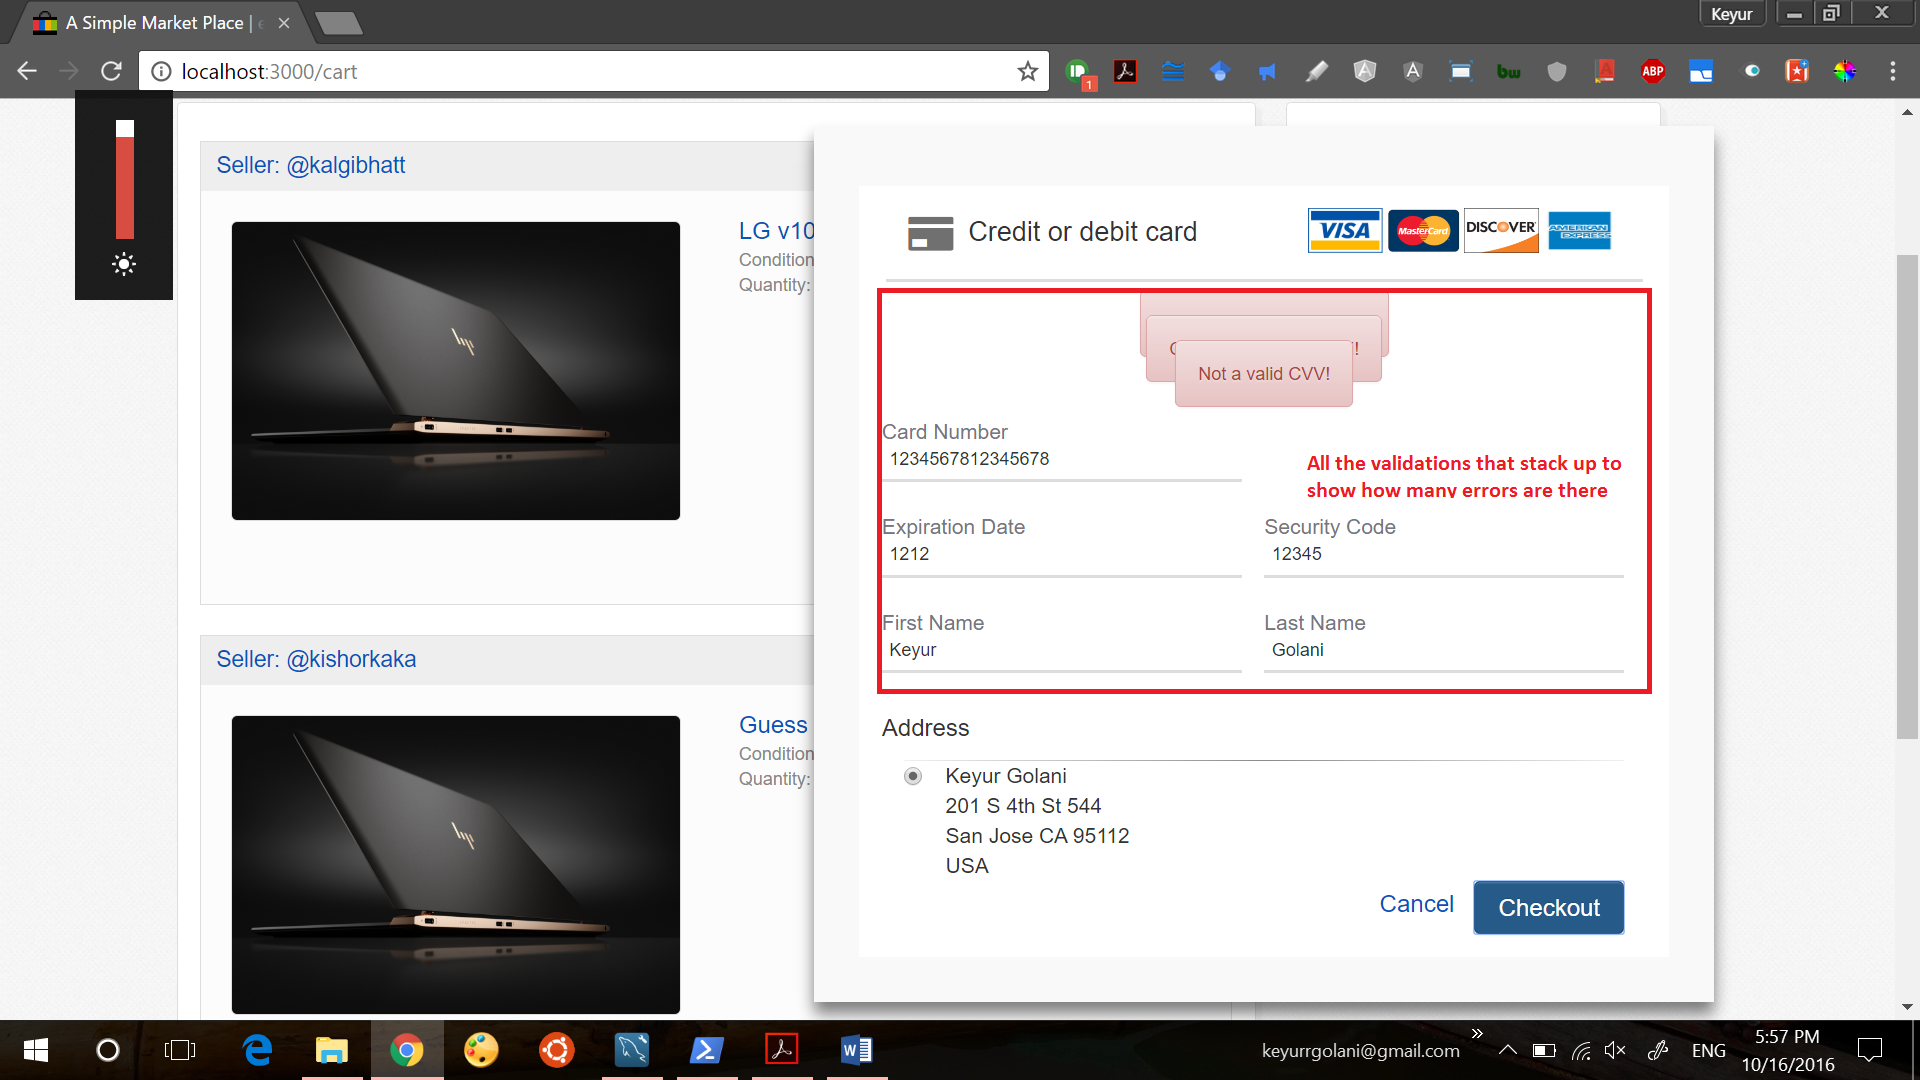 A Simple Market Place |
Keyur
localhost:3000/cart
1
ABP
bw
Seller: @kalgibhatt
LG v10
Condition
Quantity:
Seller: @kishorkaka
Guess
Condition
Quantity:
Credit or debit card
VISA
MasterCard
DISCOVER
AMERICAN EXPRESS
Not a valid CVV!
Card Number
1234567812345678
All the validations that stack up to
show how many errors are there
Expiration Date
1212
Security Code
12345
First Name
Keyur
Last Name
Golani
Address
Keyur Golani
201 S 4th St 544
San Jose CA 95112
USA
Cancel
Checkout
keyurrgolani@gmail.com
ENG
5:57 PM
10/16/2016